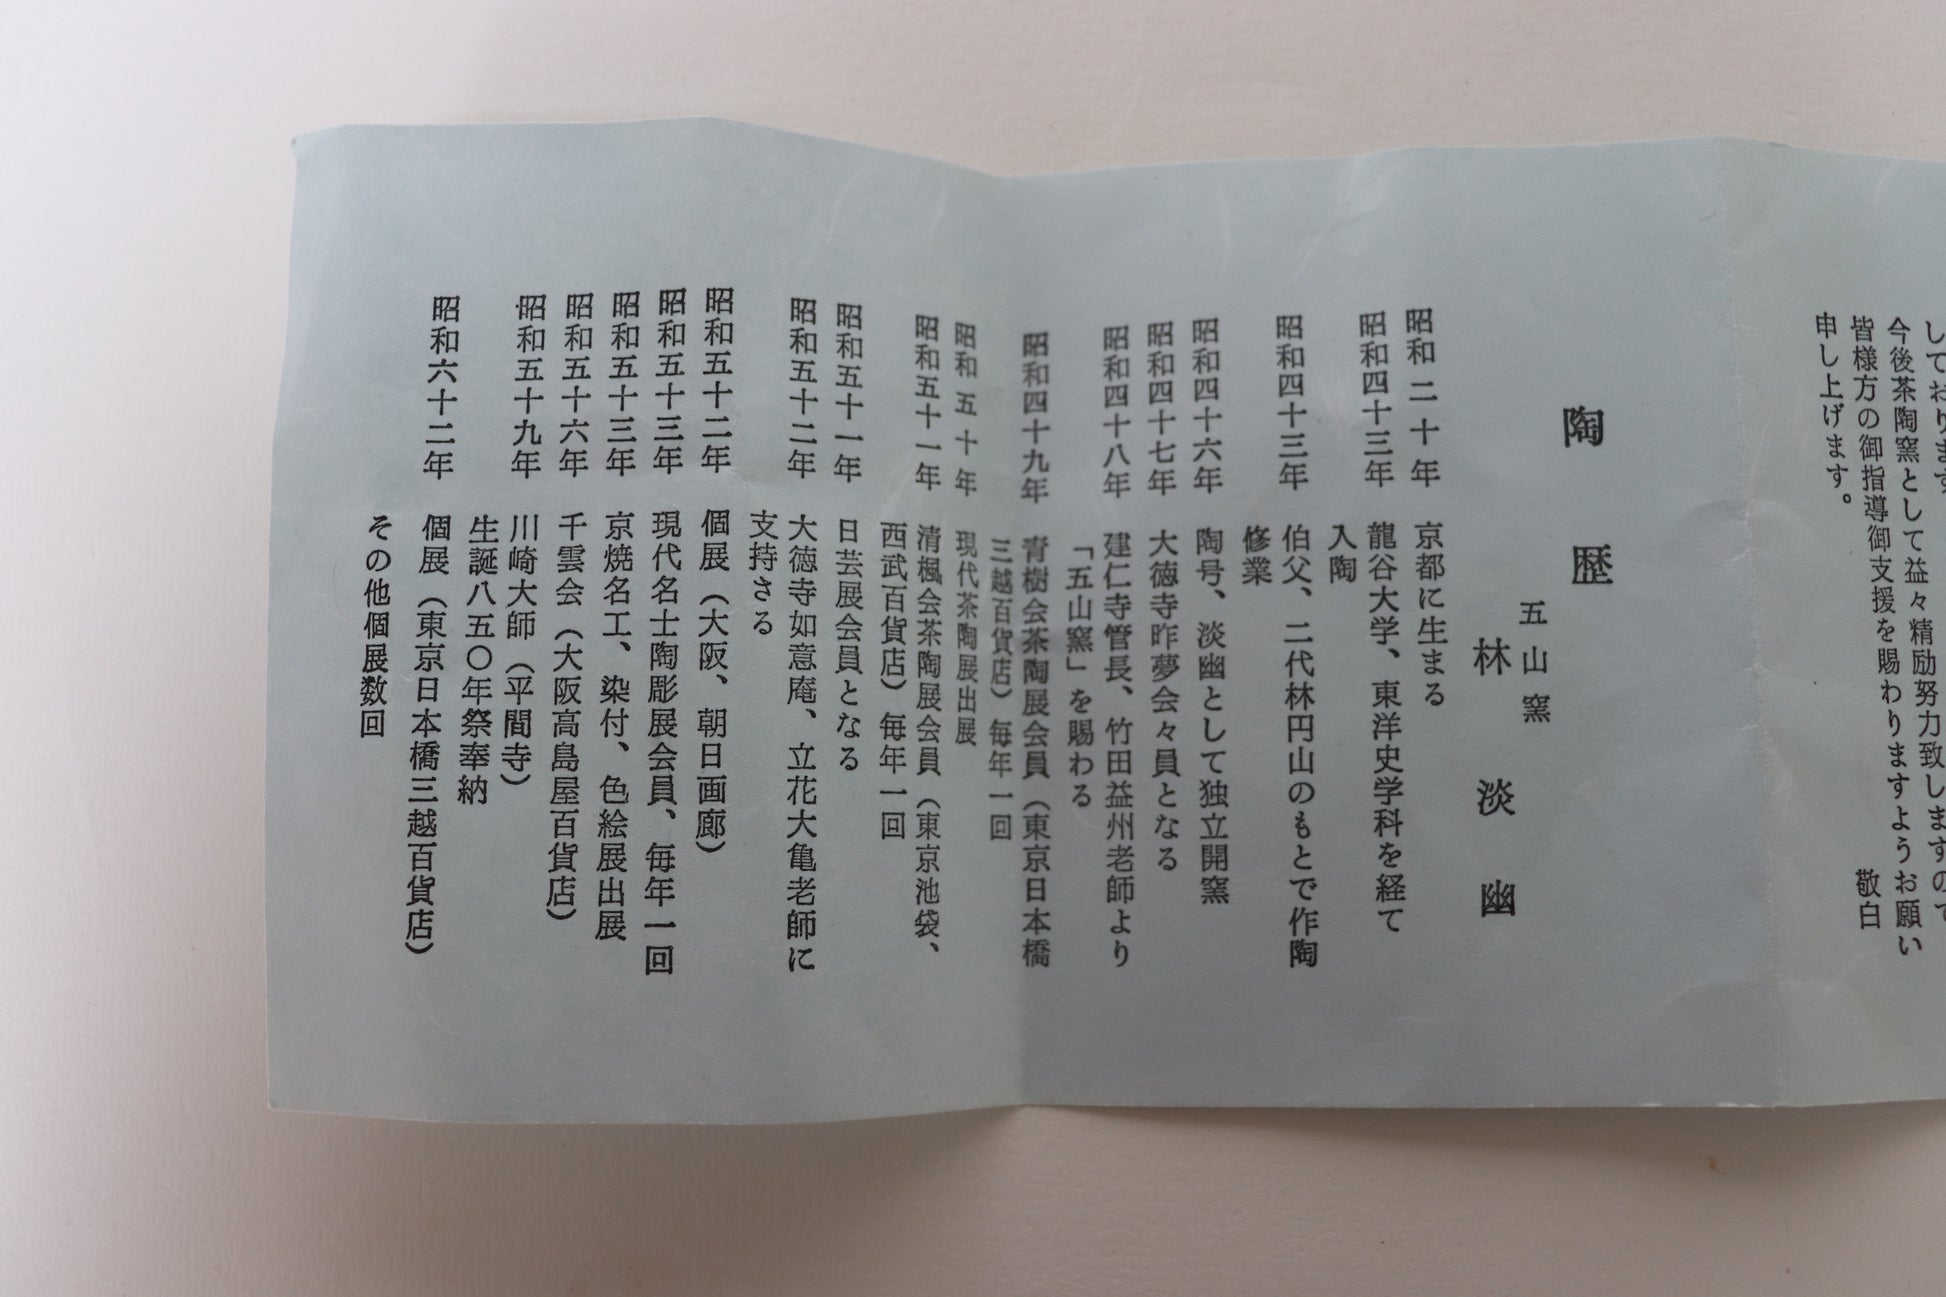 今後茶陶窯として益々精励努力致しますので
皆様方の御指導御支援を賜わりますようお願い
申し上げます。
敬白
陶歴
五山窯
林淡幽
昭和二十年 京都に生まる
昭和四十三年 龍谷大学、東洋史学科を経て
入陶
昭和四十三年 伯父、二代林円山のもとで作陶
修業
昭和四十六年 陶号、淡幽として独立開窯
昭和四十七年 大徳寺昨夢会々員となる
昭和四十八年 建仁寺管長、竹田益州老師より
「五山窯」を賜わる
昭和四十九年 青樹会茶陶展会員（東京日本橋
三越百貨店）毎年一回
昭和五十年 現代茶陶展出展
昭和五十一年 清楓会茶陶展会員（東京池袋、
西武百貨店）毎年一回
昭和五十一年 日芸展会員となる
昭和五十二年 大徳寺如意庵、立花大亀老師に
支持さる
昭和五十二年 個展（大阪、朝日画廊）
昭和五十三年 現代名士陶彫展会員、毎年一回
昭和五十三年 京焼名工、染付、色絵展出展
昭和五十六年 千雲会（大阪高島屋百貨店）
昭和五十九年 川崎大師（平間寺）
生誕八五〇年祭奉納
昭和六十二年 個展（東京日本橋三越百貨店）
その他個展数回